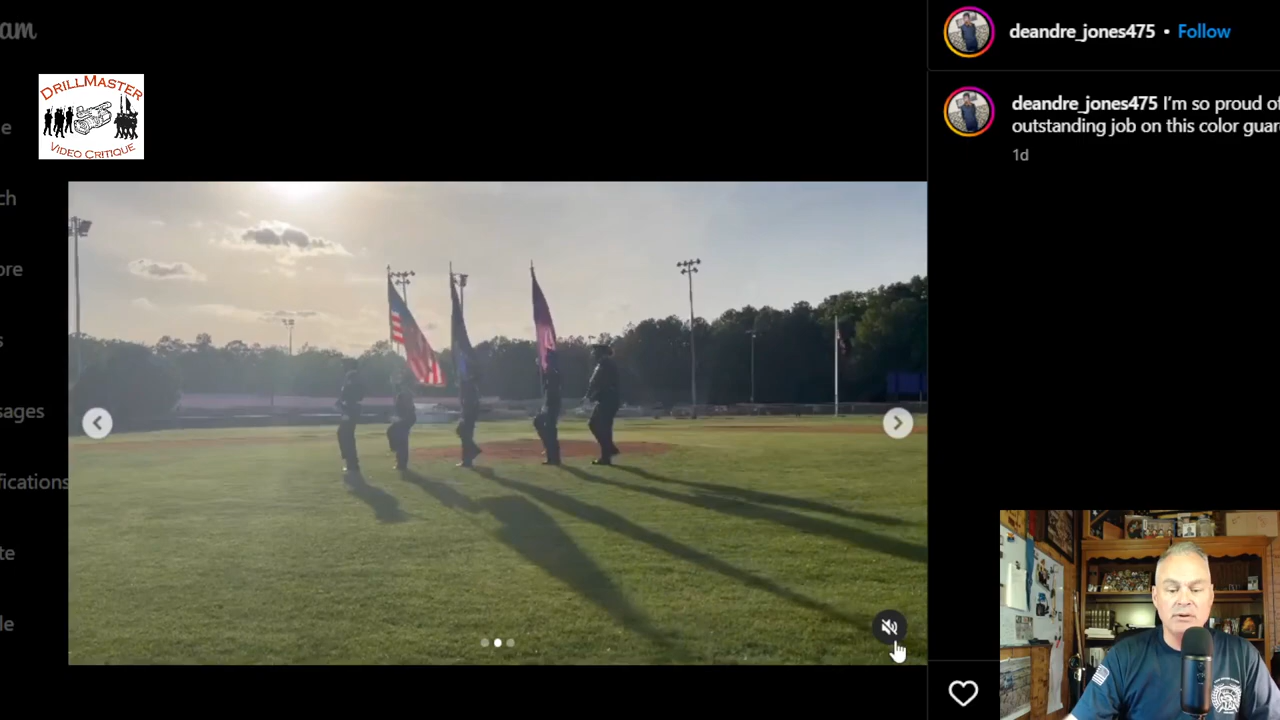 am
deandre_jones475 • Follow
DRILLMASTER
VIDEO CRITIQUE
deandre_jones475 I'm so proud of
outstanding job on this color guar
1d
e
ch
ore
s
sages
fications
te
le